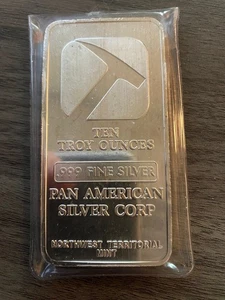 TEN
TROY OUNCES
.999 FINE SILVER
PAN AMERICAN
SILVER CORP
NORTHWEST TERRITORIAL
MINT